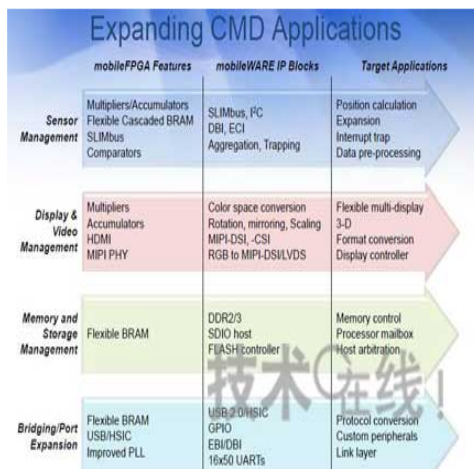 Expanding CMD Applications
mobileFPGA Features
mobileWARE IP Blocks
Target Applications
Sensor
Management
Multipliers/Accumulators
Flexible Cascaded BRAM
SLIMbus
Comparators
SLIMbus, I²C
DBI, ECI
Aggregation, Trapping
Position calculation
Expansion
Interrupt trap
Data pre-processing
Display &
Video
Management
Multipliers
Accumulators
HDMI
MIPI PHY
Color space conversion
Rotation, mirroring, Scaling
MIPI-DSI, -CSI
RGB to MIPI-DSI/LVDS
Flexible multi-display
3-D
Format conversion
Display controller
Memory and
Storage
Management
Flexible BRAM
DDR2/3
SDIO host
FLASH controller
Memory control
Processor mailbox
Host arbitration
Bridging/Port
Expansion
Flexible BRAM
USB/HSIC
Improved PLL
USB 2.0/HSIC
GPIO
EBI/DBI
16x50 UARTs
Protocol conversion
Custom peripherals
Link layer
技术在线!